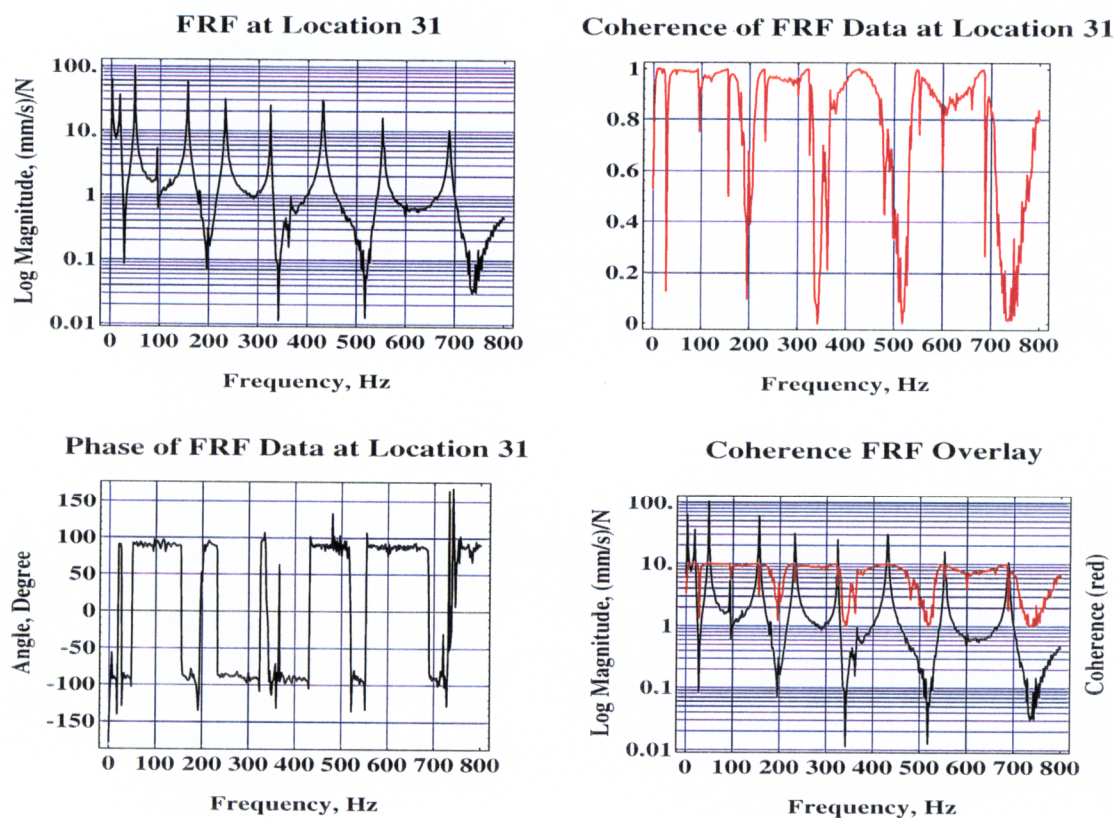 FRF at Location 31
Log Magnitude, (mm/s)/N
100.
10.
1
0.1
0.01
0 100 200 300 400 500 600 700 800
Frequency, Hz
Coherence of FRF Data at Location 31
1
0.8
0.6
0.4
0.2
0
0 100 200 300 400 500 600 700 800
Frequency, Hz
Phase of FRF Data at Location 31
Angle, Degree
150
100
50
0
-50
-100
-150
0 100 200 300 400 500 600 700 800
Frequency, Hz
Coherence FRF Overlay
Log Magnitude, (mm/s)/N
100.
10.
1
0.1
0.01
0 100 200 300 400 500 600 700 800
Frequency, Hz
Coherence (red)